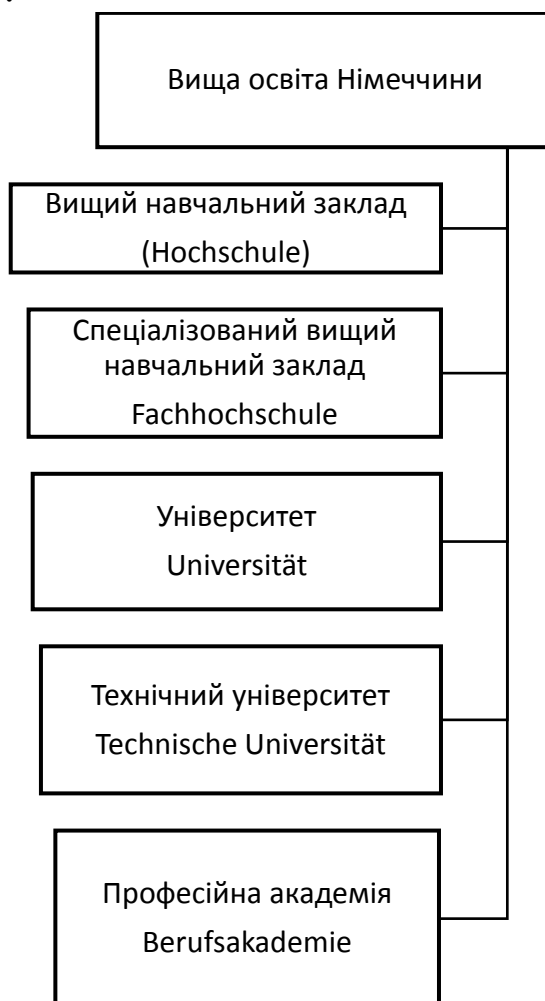 Вища освіта Німеччини
Вищий навчальний заклад
(Hochschule)
Спеціалізований вищий
навчальний заклад
Fachhochschule
Університет
Universität
Технічний університет
Technische Universität
Професійна академія
Berufsakademie